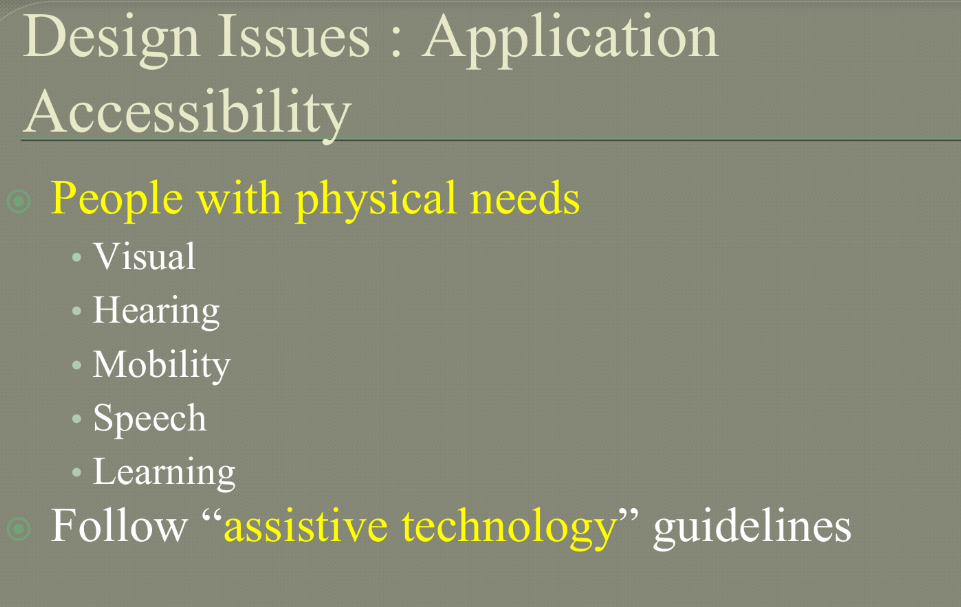 Design Issues : Application
Accessibility
People with physical needs
• Visual
• Hearing
• Mobility
• Speech
• Learning
Follow “assistive technology” guidelines